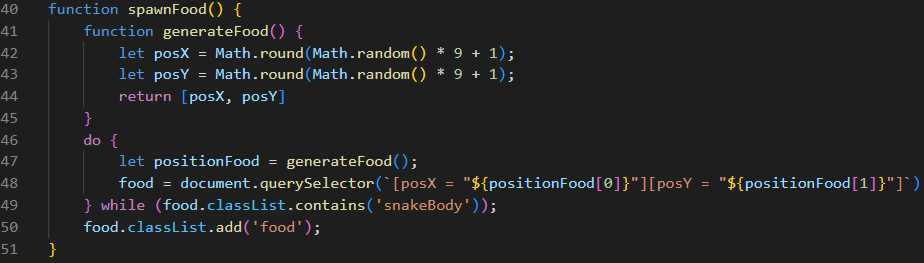 40 function spawnFood() {
41     function generateFood() {
42         let posX = Math.round(Math.random() * 9 + 1);
43         let posY = Math.round(Math.random() * 9 + 1);
44         return [posX, posY]
45     }
46     do {
47         let positionFood = generateFood();
48         food = document.querySelector(`[posX = "${positionFood[0]}"][posY = "${positionFood[1]}"]`)
49     } while (food.classList.contains('snakeBody'));
50     food.classList.add('food');
51 }